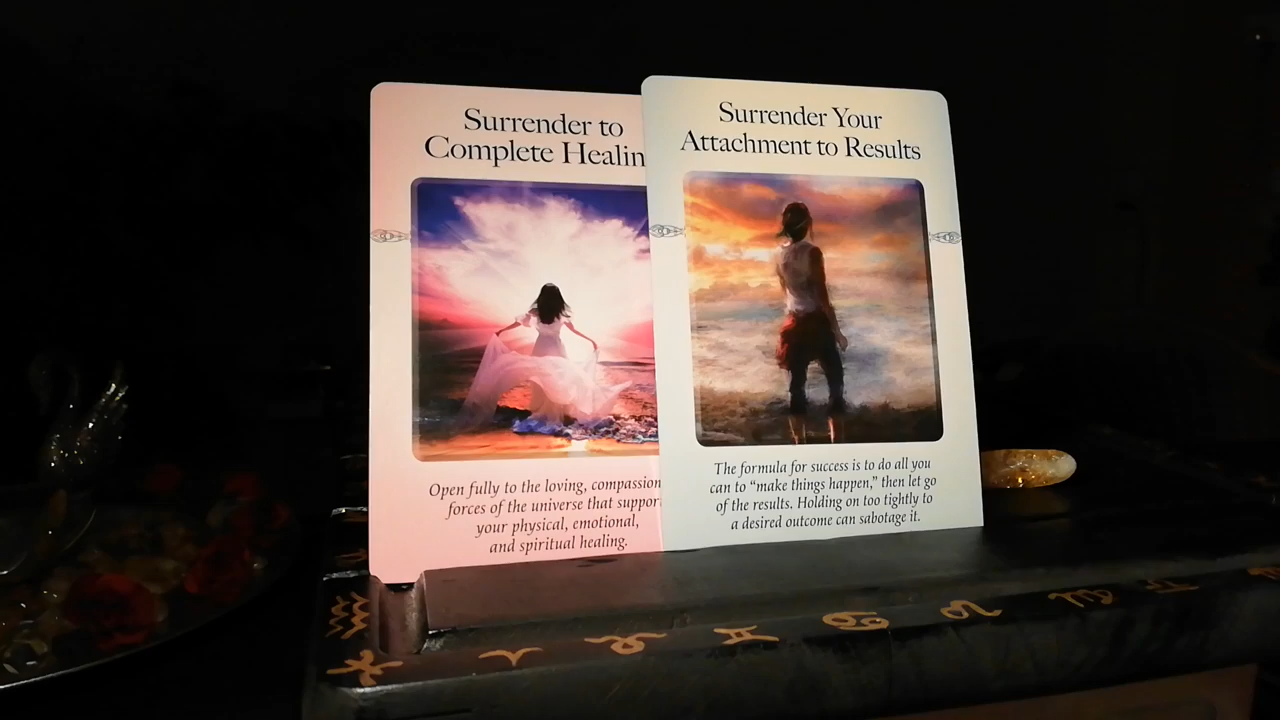 Surrender to
Complete Healin
Open fully to the loving, compassion
forces of the universe that suppor
your physical, emotional,
and spiritual healing.
Surrender Your
Attachment to Results
The formula for success is to do all you
can to “make things happen,” then let go
of the results. Holding on too tightly to
a desired outcome can sabotage it.